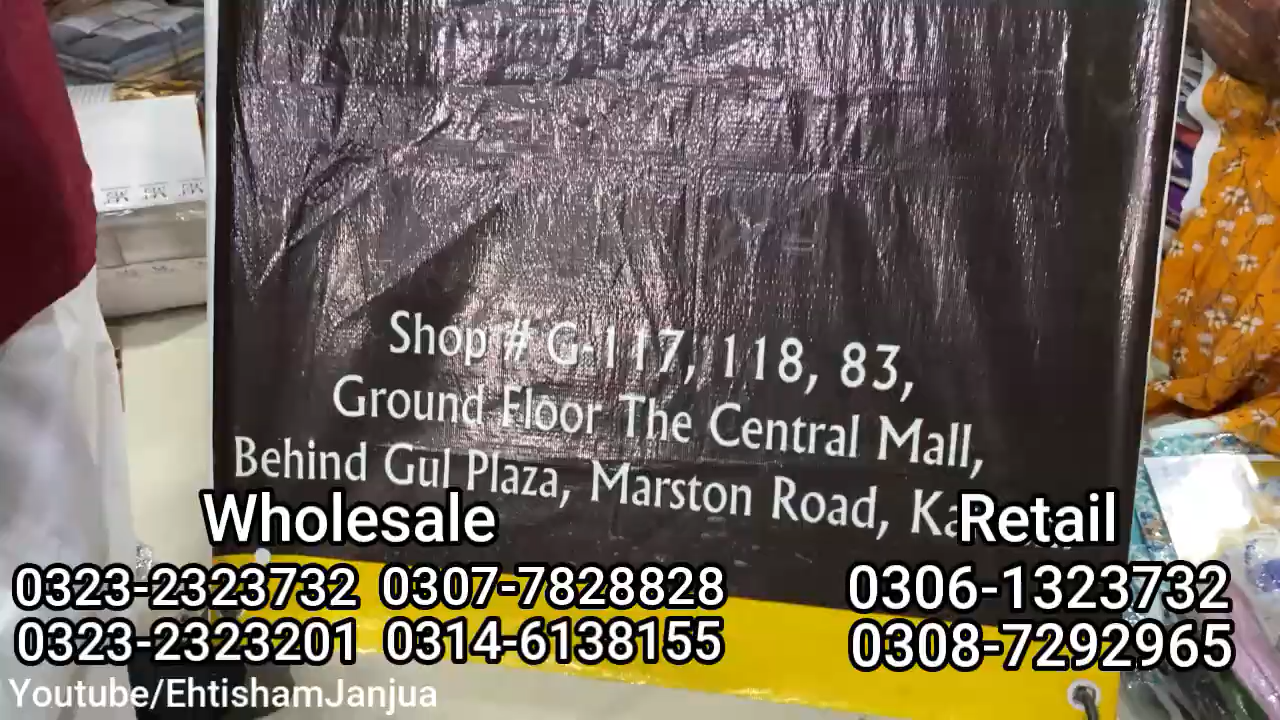 Shop # G-117, 118, 83,
Ground Floor The Central Mall,
Behind Gul Plaza, Marston Road,
Wholesale
Retail
0323-2323732 0307-7828828
0306-1323732
0323-2323201 0314-6138155
0308-7292965
Youtube/EhtishamJanjua